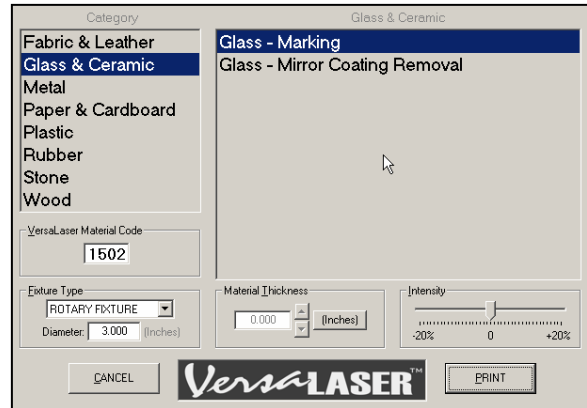 Category
Fabric & Leather
Glass & Ceramic
Metal
Paper & Cardboard
Plastic
Rubber
Stone
Wood
Glass & Ceramic
Glass - Marking
Glass - Mirror Coating Removal
VersaLaser Material Code
1502
Fixture Type
ROTARY FIXTURE
Diameter: 3.000 (Inches)
Material Thickness
0.000 (Inches)
Intensity
-20% 0 +20%
CANCEL
VersaLASER™
PRINT